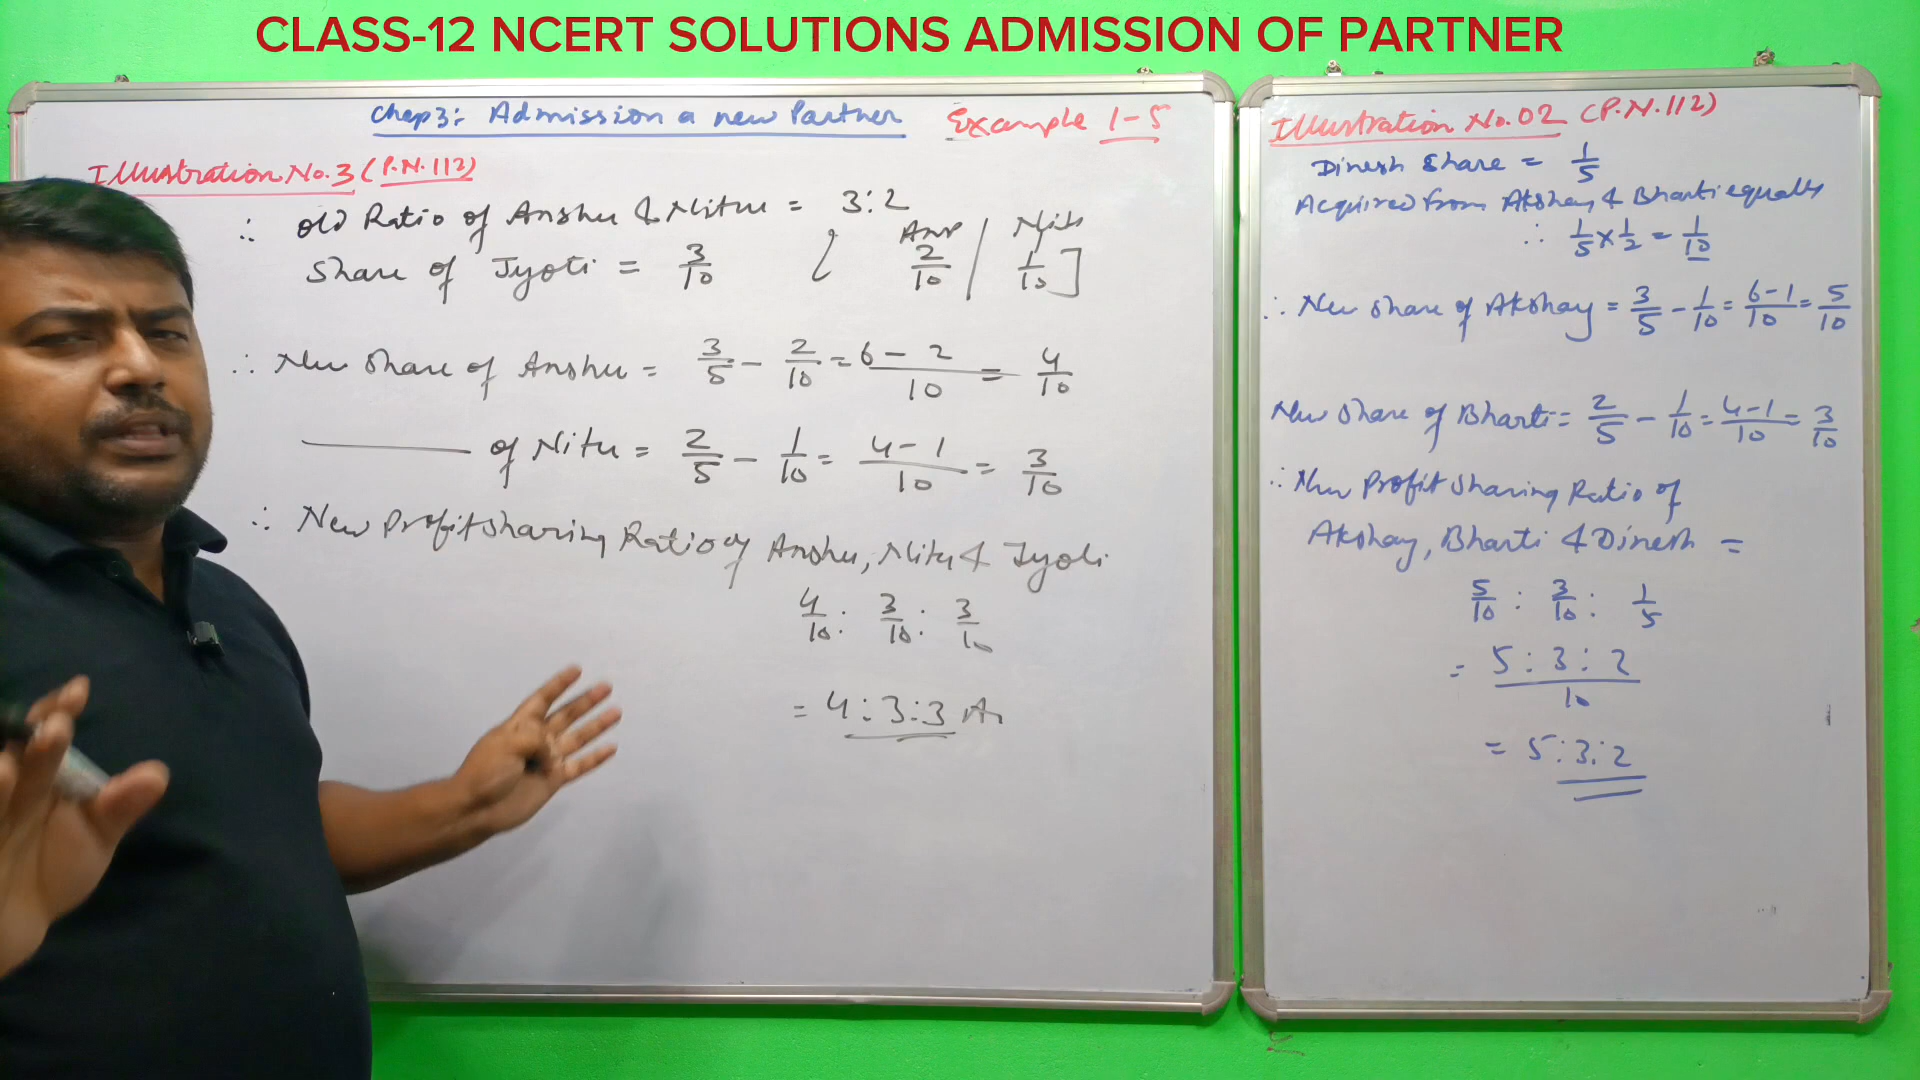 CLASS-12 NCERT SOLUTIONS ADMISSION OF PARTNER
Chap 3: Admission a new Partner Example 1-5
Illustration No. 3 (P.N. 112)
∴ old Ratio of Anshu & Nitu = 3:2
Share of Jyoti = 3/10 [ 2/10 | 1/10 ]
∴ New Share of Anshu = 3/5 - 2/10 = 6 - 2/10 = 4/10
of Nitu = 2/5 - 1/10 = 4-1/10 = 3/10
∴ New Profit sharing Ratio of Anshu, Nitu & Jyoti
4/10 : 3/10 : 3/10
= 4:3:3
Illustration No. 02 (P.N. 112)
Dinesh Share = 1/5
Acquired from Akshay & Bharti equally
∴ 1/5 × 1/2 = 1/10
∴ New share of Akshay = 3/5 - 1/10 = 6-1/10 = 5/10
New Share of Bharti = 2/5 - 1/10 = 4-1/10 = 3/10
∴ New Profit Sharing Ratio of
Akshay, Bharti & Dinesh =
5/10 : 3/10 : 1/5
= 5:3:2/10
= 5:3:2